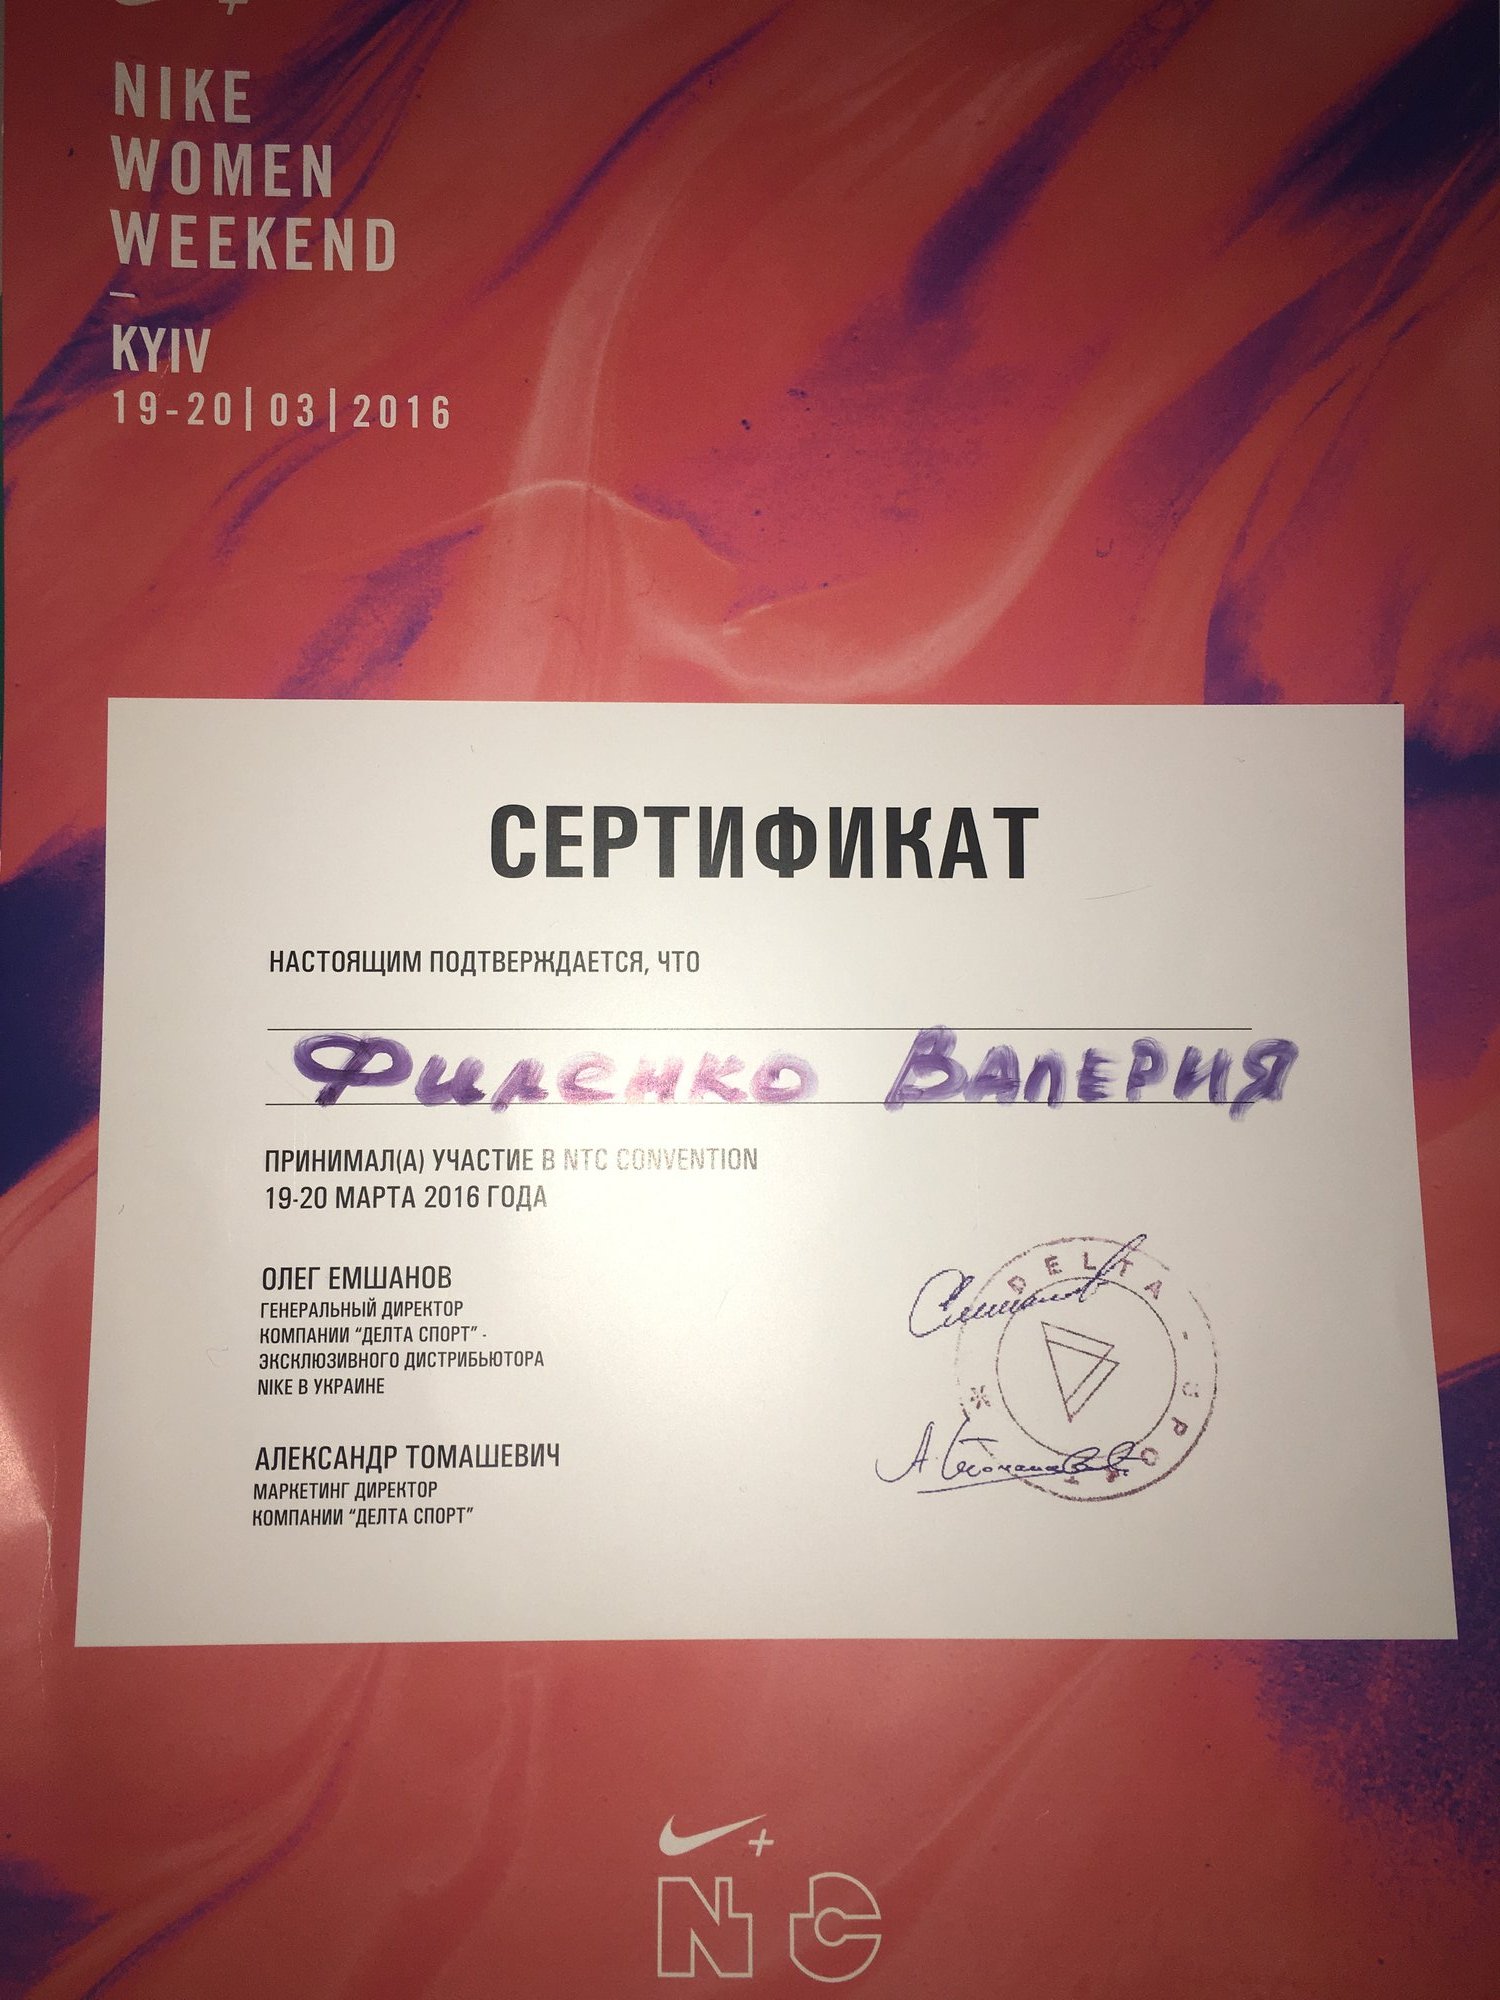 NIKE
WOMEN
WEEKEND
–
KYIV
19-20|03|2016
СЕРТИФИКАТ
НАСТОЯЩИМ ПОДТВЕРЖДАЕТСЯ, ЧТО
Филенко Валерия
ПРИНИМАЛ(А) УЧАСТИЕ В NTC CONVENTION
19-20 МАРТА 2016 ГОДА
ОЛЕГ ЕМШАНОВ
ГЕНЕРАЛЬНЫЙ ДИРЕКТОР
КОМПАНИИ “ДЕЛТА СПОРТ” -
ЭКСКЛЮЗИВНОГО ДИСТРИБЬЮТОРА
NIKE В УКРАИНЕ
DELTA - СПОРТ
АЛЕКСАНДР ТОМАШЕВИЧ
МАРКЕТИНГ ДИРЕКТОР
КОМПАНИИ “ДЕЛТА СПОРТ”
NTC